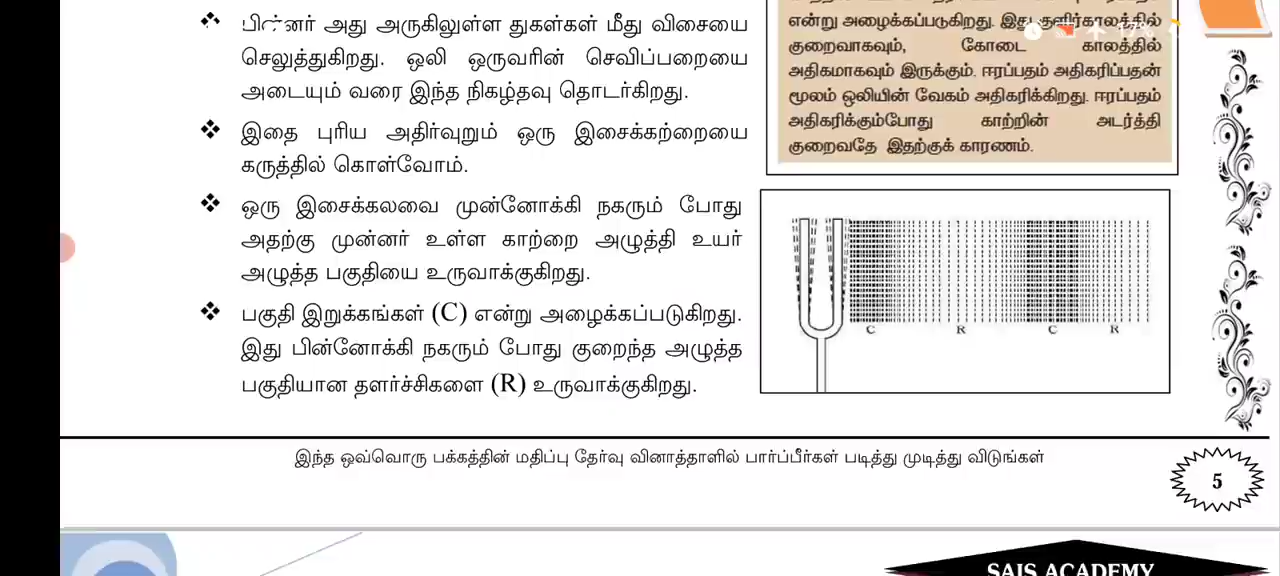 பின்னர் அது அருகிலுள்ள துகள்கள் மீது விசையை
செலுத்துகிறது. ஒலி ஒருவரின் செவிப்பறையை
அடையும் வரை இந்த நிகழ்தவு தொடர்கிறது.
இதை புரிய அதிர்வுறும் ஒரு இசைக்கற்றையை
கருத்தில் கொள்வோம்.
ஒரு இசைக்கலவை முன்னோக்கி நகரும் போது
அதற்கு முன்னர் உள்ள காற்றை அழுத்தி உயர்
அழுத்த பகுதியை உருவாக்குகிறது.
பகுதி இறுக்கங்கள் (C) என்று அழைக்கப்படுகிறது.
இது பின்னோக்கி நகரும் போது குறைந்த அழுத்த
பகுதியான தளர்ச்சிகளை (R) உருவாக்குகிறது.
என்று அழைக்கப்படுகிறது. இது குளிர்காலத்தில்
குறைவாகவும், கோடை காலத்தில்
அதிகமாகவும் இருக்கும். ஈரப்பதம் அதிகரிப்பதன்
மூலம் ஒலியின் வேகம் அதிகரிக்கிறது. ஈரப்பதம்
அதிகரிக்கும்போது காற்றின் அடர்த்தி
குறைவதே இதற்குக் காரணம்.
C R C R
இந்த ஒவ்வொரு பக்கத்தின் மதிப்பு தேர்வு வினாத்தாளில் பார்ப்பீர்கள் படித்து முடித்து விடுங்கள்
5
SAIS ACADEMY